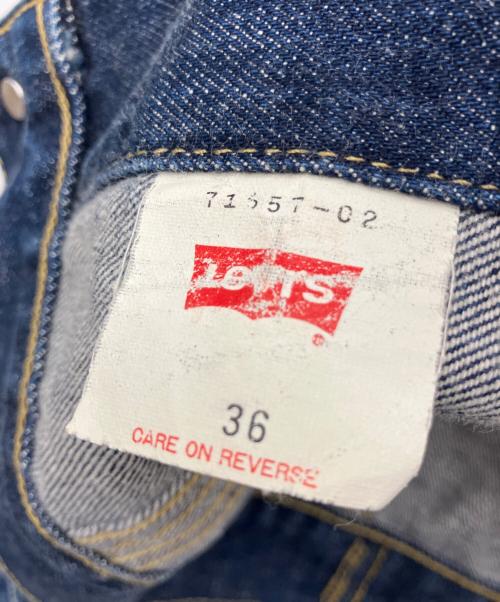 71557-02
Levi's
36
CARE ON REVERSE